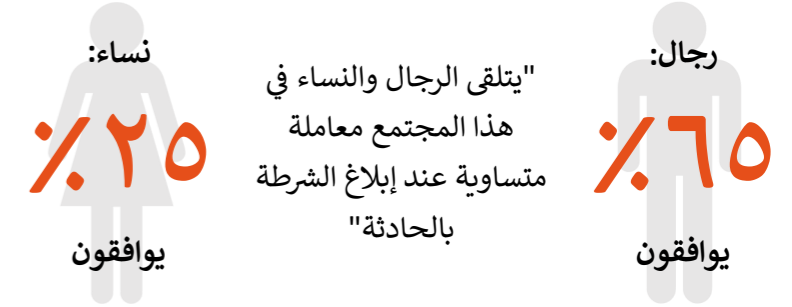 رجال:
٦٥٪
يوافقون
"يتلقى الرجال والنساء في
هذا المجتمع معاملة
متساوية عند إبلاغ الشرطة
بالحادثة"
نساء:
٢٥٪
يوافقون